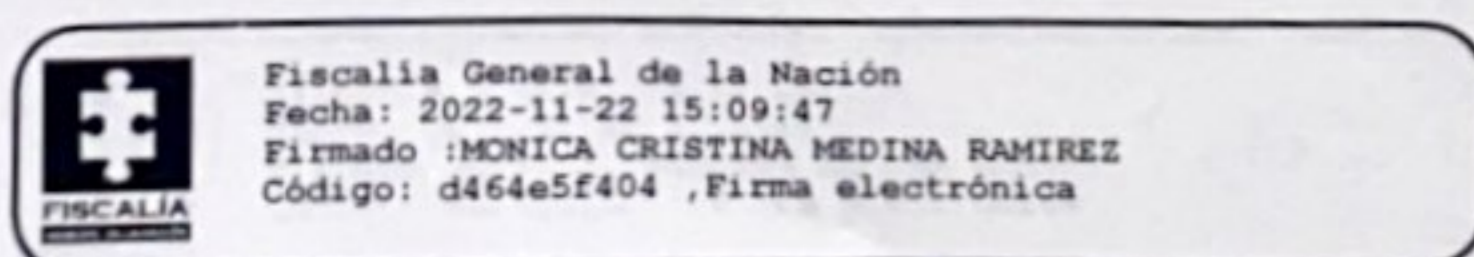 Fiscalía General de la Nación
Fecha: 2022-11-22 15:09:47
Firmado :MONICA CRISTINA MEDINA RAMIREZ
Código: d464e5f404 ,Firma electrónica
FISCALÍA